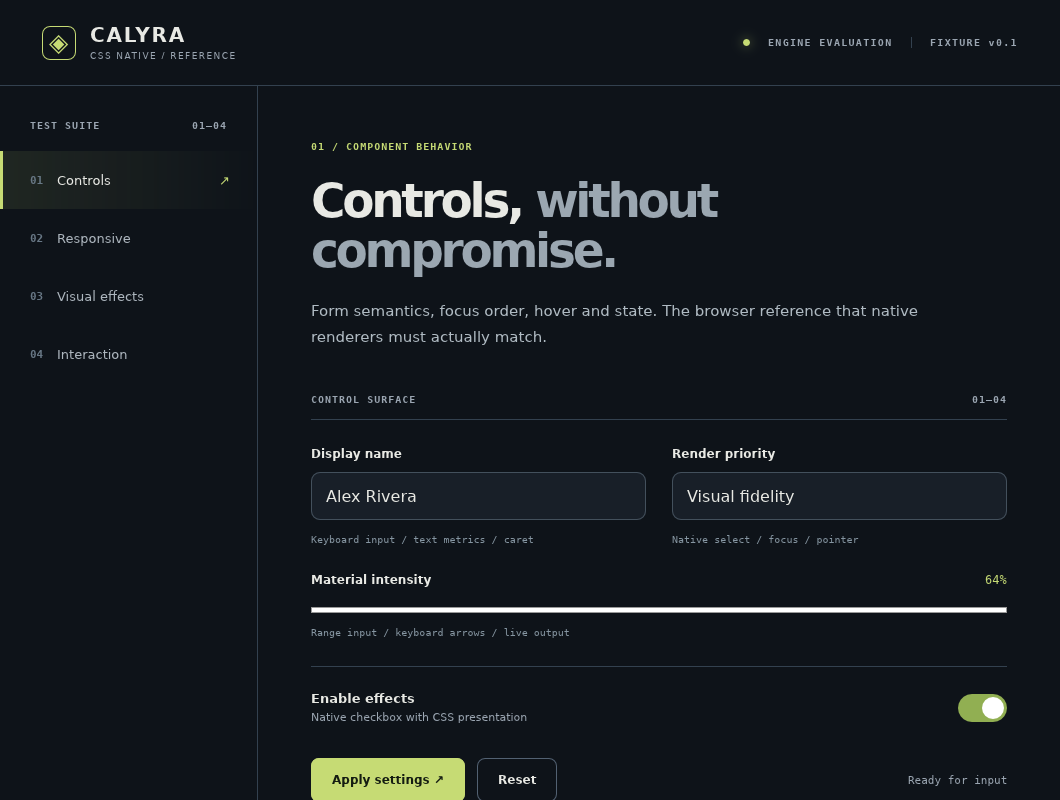 CALYRA
CSS NATIVE / REFERENCE
ENGINE EVALUATION
FIXTURE v0.1
TEST SUITE 01—04
01 Controls ↗
02 Responsive
03 Visual effects
04 Interaction
01 / COMPONENT BEHAVIOR
Controls, without
compromise.
Form semantics, focus order, hover and state. The browser reference that native
renderers must actually match.
CONTROL SURFACE 01—04
Display name
Alex Rivera
Keyboard input / text metrics / caret
Render priority
Visual fidelity
Native select / focus / pointer
Material intensity 64%
Range input / keyboard arrows / live output
Enable effects
Native checkbox with CSS presentation
Apply settings ↗
Reset
Ready for input